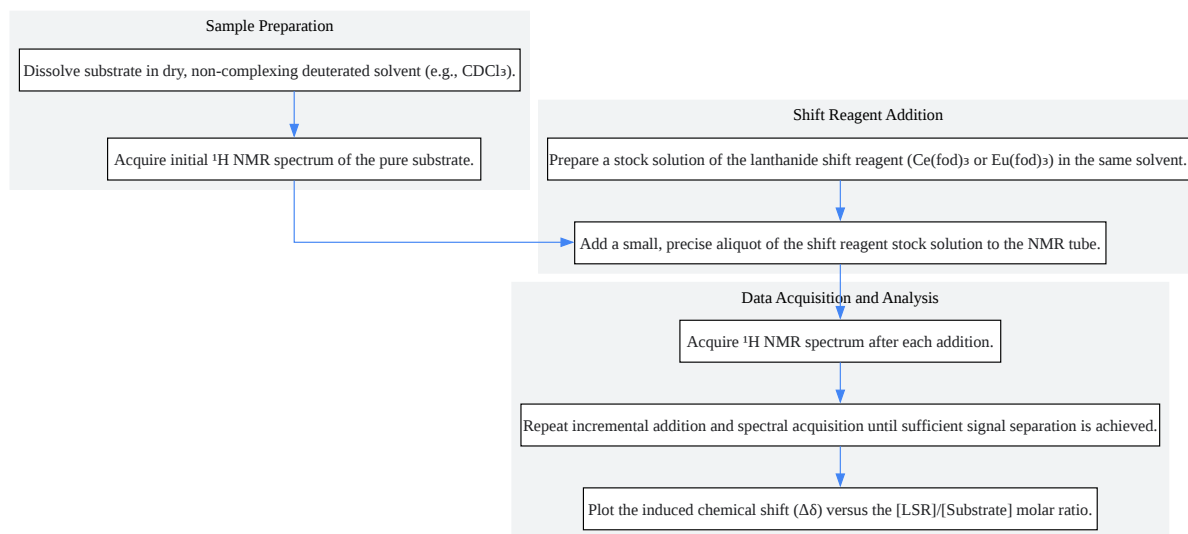 Sample Preparation
Dissolve substrate in dry, non-complexing deuterated solvent (e.g., CDCl₃).
Acquire initial ¹H NMR spectrum of the pure substrate.
Shift Reagent Addition
Prepare a stock solution of the lanthanide shift reagent (Ce(fod)₃ or Eu(fod)₃) in the same solvent.
Add a small, precise aliquot of the shift reagent stock solution to the NMR tube.
Data Acquisition and Analysis
Acquire ¹H NMR spectrum after each addition.
Repeat incremental addition and spectral acquisition until sufficient signal separation is achieved.
Plot the induced chemical shift (Δδ) versus the [LSR]/[Substrate] molar ratio.